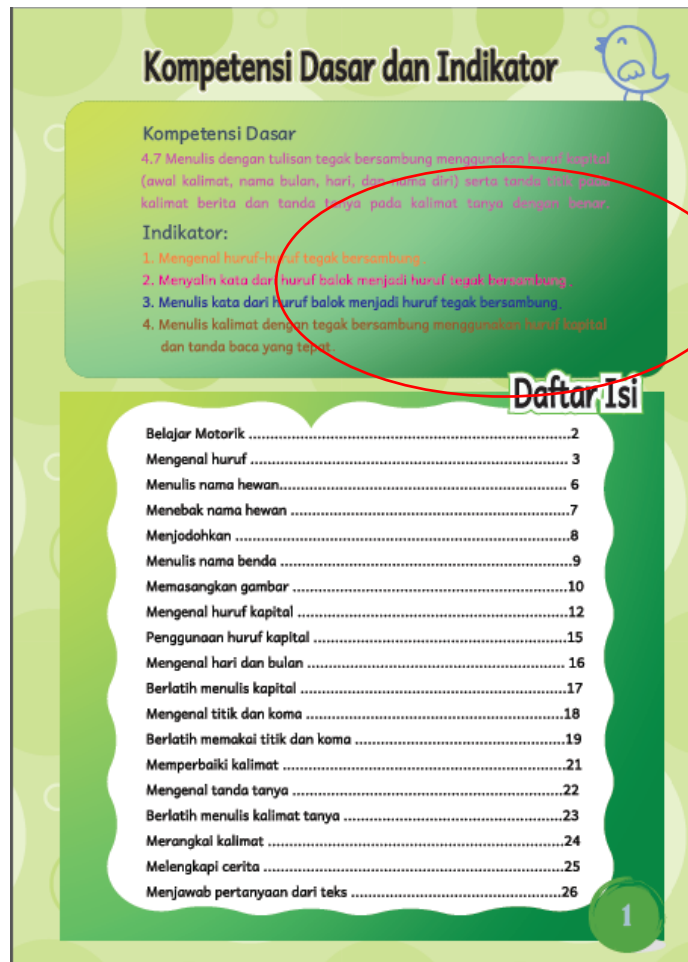 Kompetensi Dasar dan Indikator
Kompetensi Dasar
4.7 Menulis dengan tulisan tegak bersambung menggunakan huruf kapital
(awal kalimat, nama bulan, hari, dan nama diri) serta tanda titik pada
kalimat berita dan tanda tanya pada kalimat tanya dengan benar.
Indikator:
1. Mengenal huruf-huruf tegak bersambung.
2. Menyalin kata dari huruf balok menjadi huruf tegak bersambung.
3. Menulis kata dari huruf balok menjadi huruf tegak bersambung.
4. Menulis kalimat dengan tegak bersambung menggunakan huruf kapital
dan tanda baca yang tepat.
Daftar Isi
Belajar Motorik ............................................................................2
Mengenal huruf ........................................................................... 3
Menulis nama hewan.................................................................... 6
Menebak nama hewan ..................................................................7
Menjodohkan ...............................................................................8
Menulis nama benda .....................................................................9
Memasangkan gambar ..................................................................10
Mengenal huruf kapital ................................................................12
Penggunaan huruf kapital ............................................................15
Mengenal hari dan bulan ............................................................. 16
Berlatih menulis kapital ...............................................................17
Mengenal titik dan koma .............................................................18
Berlatih memakai titik dan koma ..................................................19
Memperbaiki kalimat ...................................................................21
Mengenal tanda tanya .................................................................22
Berlatih menulis kalimat tanya .....................................................23
Merangkai kalimat ......................................................................24
Melengkapi cerita .......................................................................25
Menjawab pertanyaan dari teks ..................................................26
1